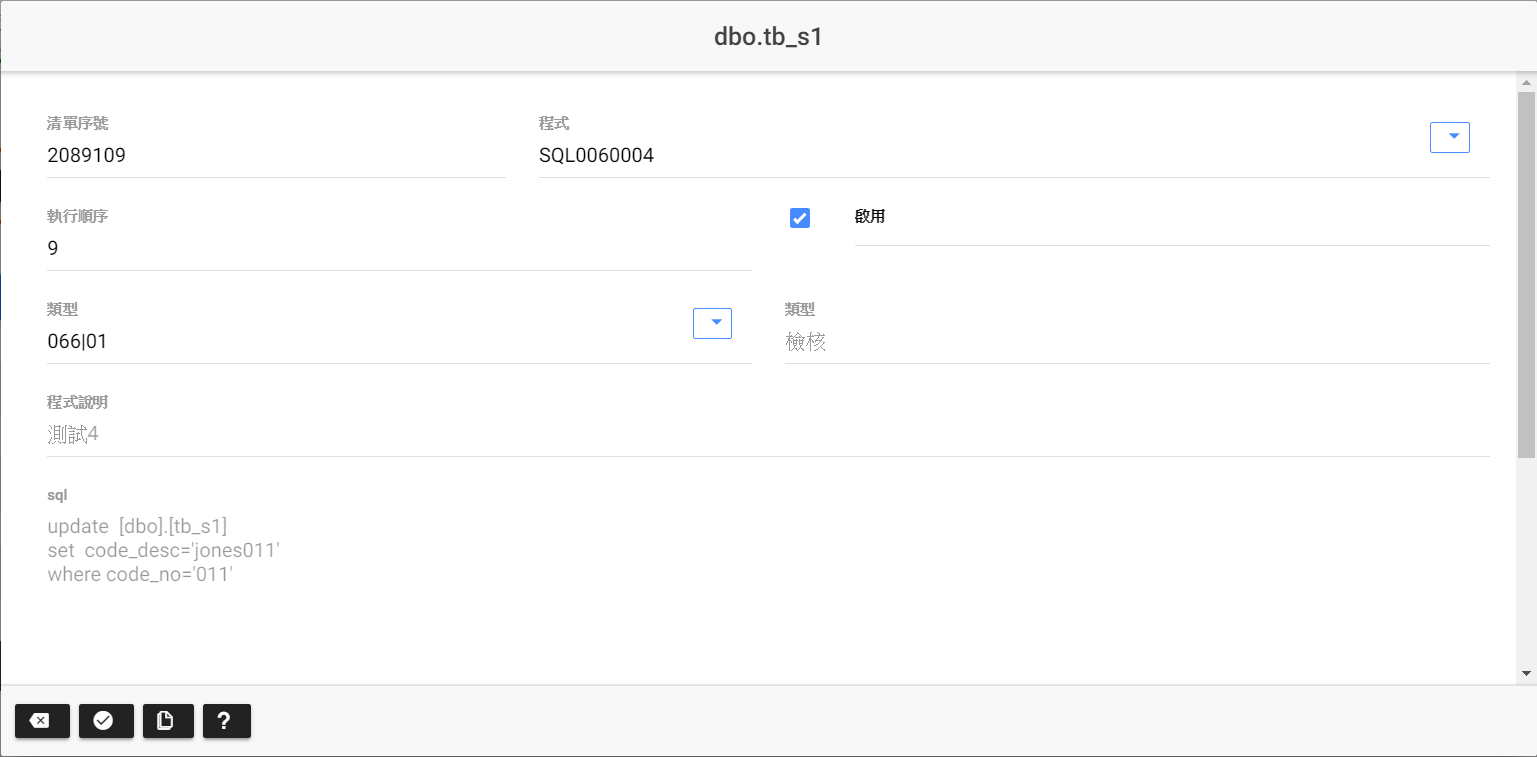 dbo.tb_s1
清單序號
程式
2089109
SQL0060004
執行順序
啟用
9
類型
類型
066|01
檢核
程式說明
測試4
sql
update  [dbo].[tb_s1]
set  code_desc='jones011'
where code_no='011'
?